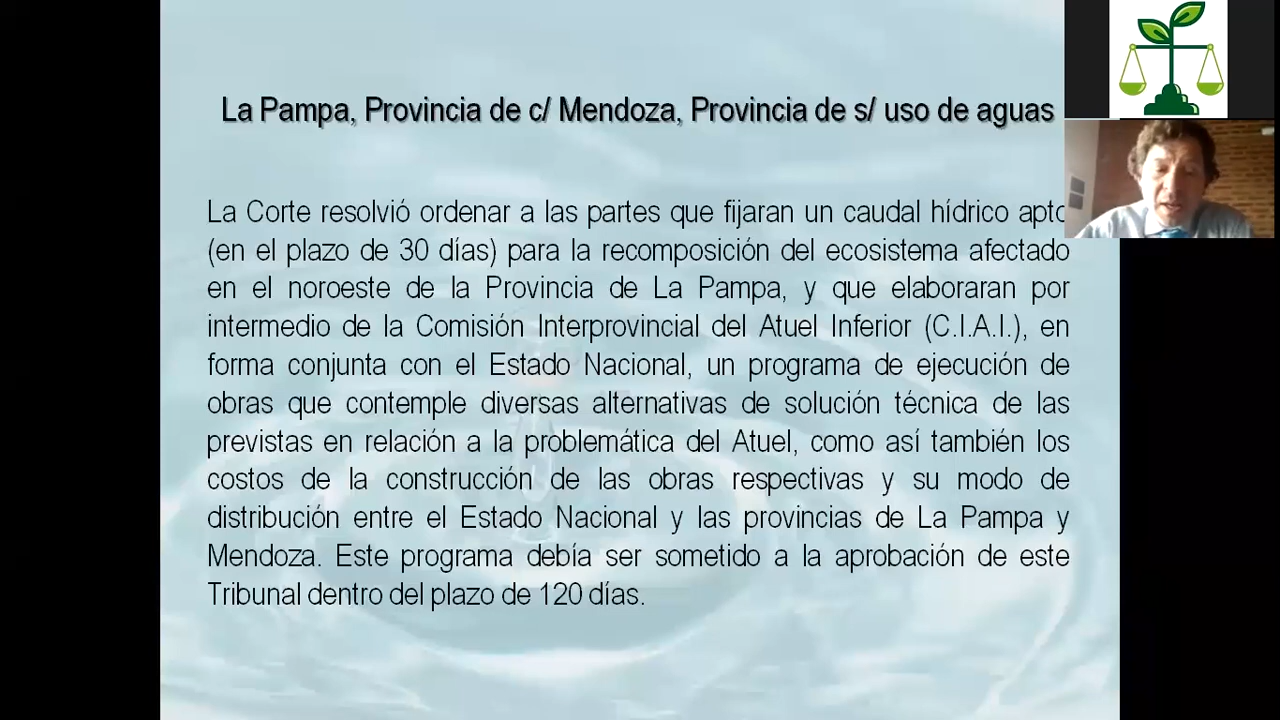 La Pampa, Provincia de c/ Mendoza, Provincia de s/ uso de aguas
La Corte resolvió ordenar a las partes que fijaran un caudal hídrico apto
(en el plazo de 30 días) para la recomposición del ecosistema afectado
en el noroeste de la Provincia de La Pampa, y que elaboraran por
intermedio de la Comisión Interprovincial del Atuel Inferior (C.I.A.I.), en
forma conjunta con el Estado Nacional, un programa de ejecución de
obras que contemple diversas alternativas de solución técnica de las
previstas en relación a la problemática del Atuel, como así también los
costos de la construcción de las obras respectivas y su modo de
distribución entre el Estado Nacional y las provincias de La Pampa y
Mendoza. Este programa debía ser sometido a la aprobación de este
Tribunal dentro del plazo de 120 días.